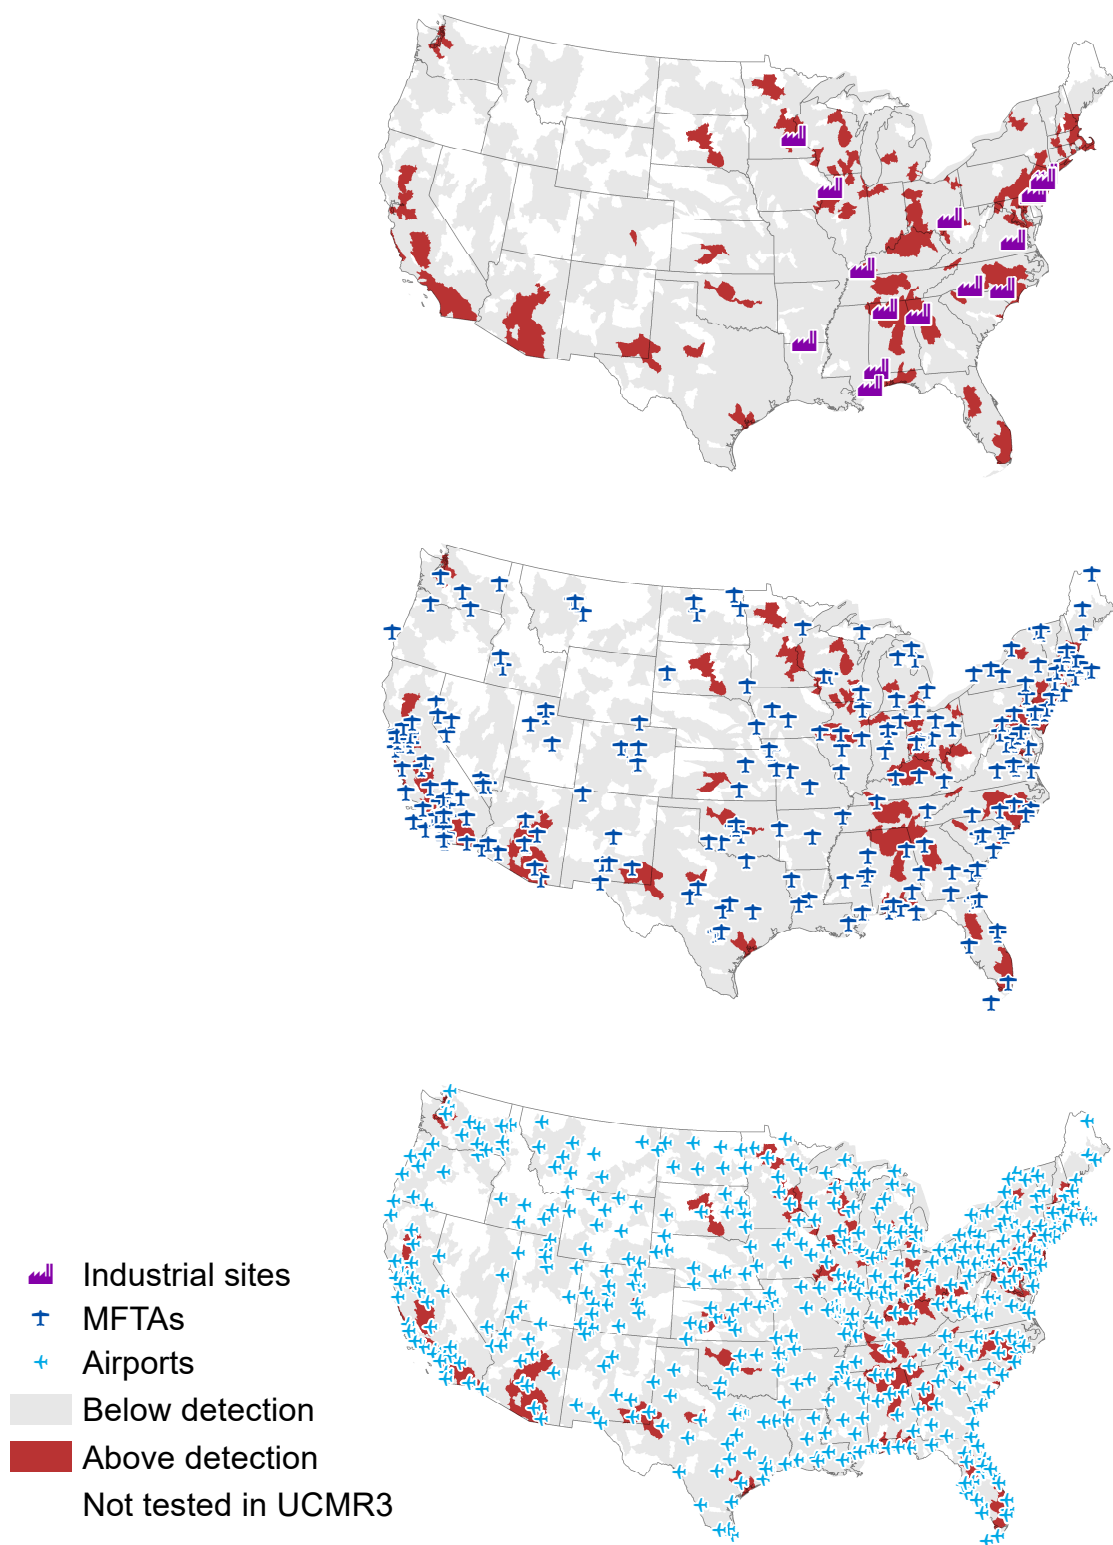 Industrial sites
MFTAs
Airports
Below detection
Above detection
Not tested in UCMR3